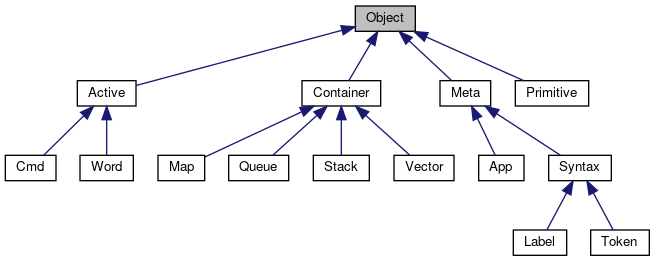 Object
Active
Container
Meta
Primitive
Cmd
Word
Map
Queue
Stack
Vector
App
Syntax
Label
Token